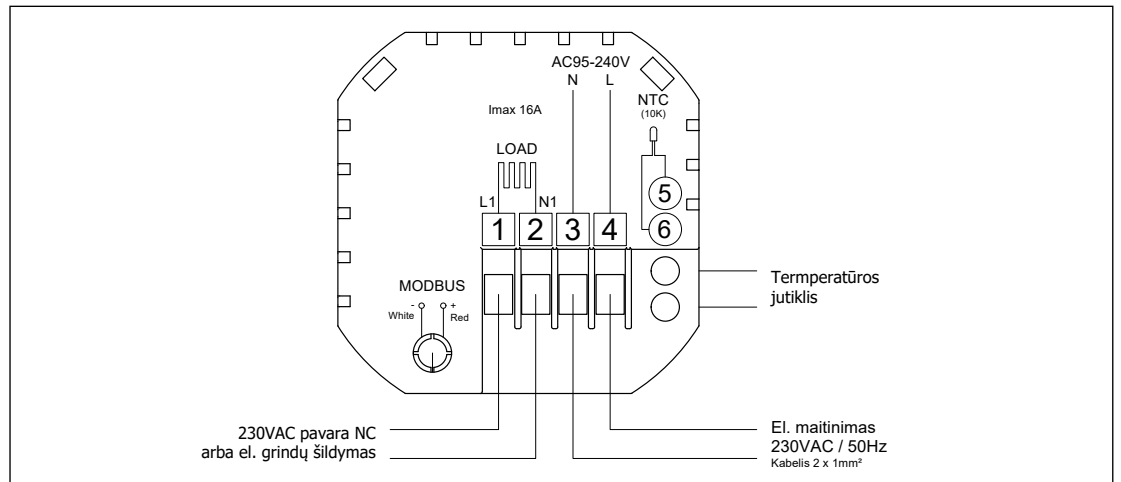 AC95-240V
N L
NTC
(10K)
Imax 16A
LOAD
L1 N1
1 2 3 4
5
6
MODBUS
- +
White Red
Termperatūros
jutiklis
230VAC pavara NC
arba el. grindų šildymas
El. maitinimas
230VAC / 50Hz
Kabelis 2 x 1mm²